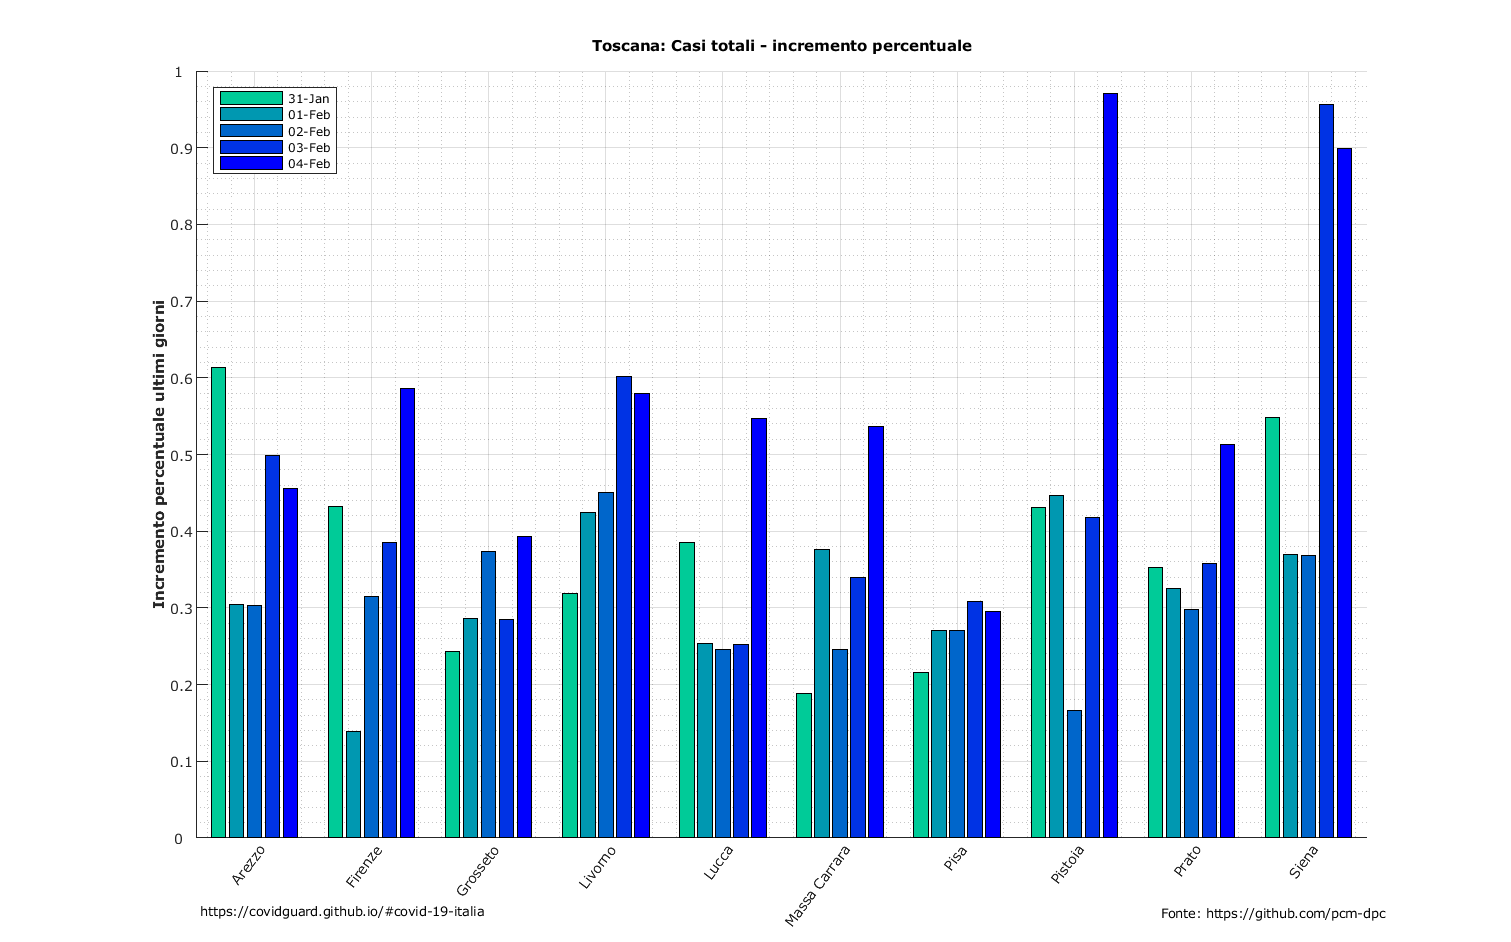 Toscana: Casi totali - incremento percentuale
Incremento percentuale ultimi giorni
1
0.9
0.8
0.7
0.6
0.5
0.4
0.3
0.2
0.1
0
31-Jan
01-Feb
02-Feb
03-Feb
04-Feb
Arezzo
Firenze
Grosseto
Livorno
Lucca
Massa Carrara
Pisa
Pistoia
Prato
Siena
https://covidguard.github.io/#covid-19-italia
Fonte: https://github.com/pcm-dpc